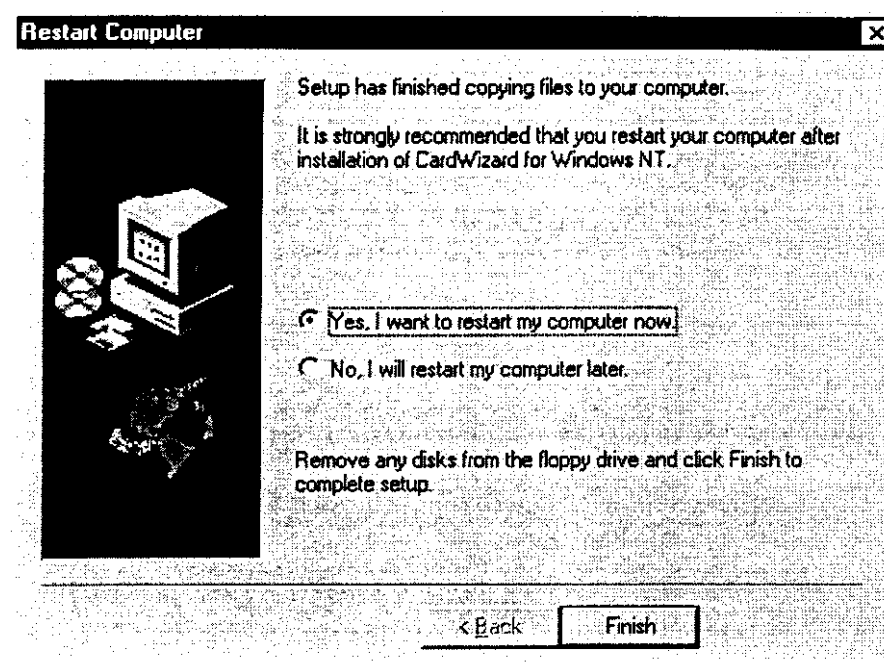 Restart Computer
Setup has finished copying files to your computer.
It is strongly recommended that you restart your computer after
installation of CardWizard for Windows NT.
Yes, I want to restart my computer now.
No, I will restart my computer later.
Remove any disks from the floppy drive and click Finish to
complete setup.
< Back
Finish